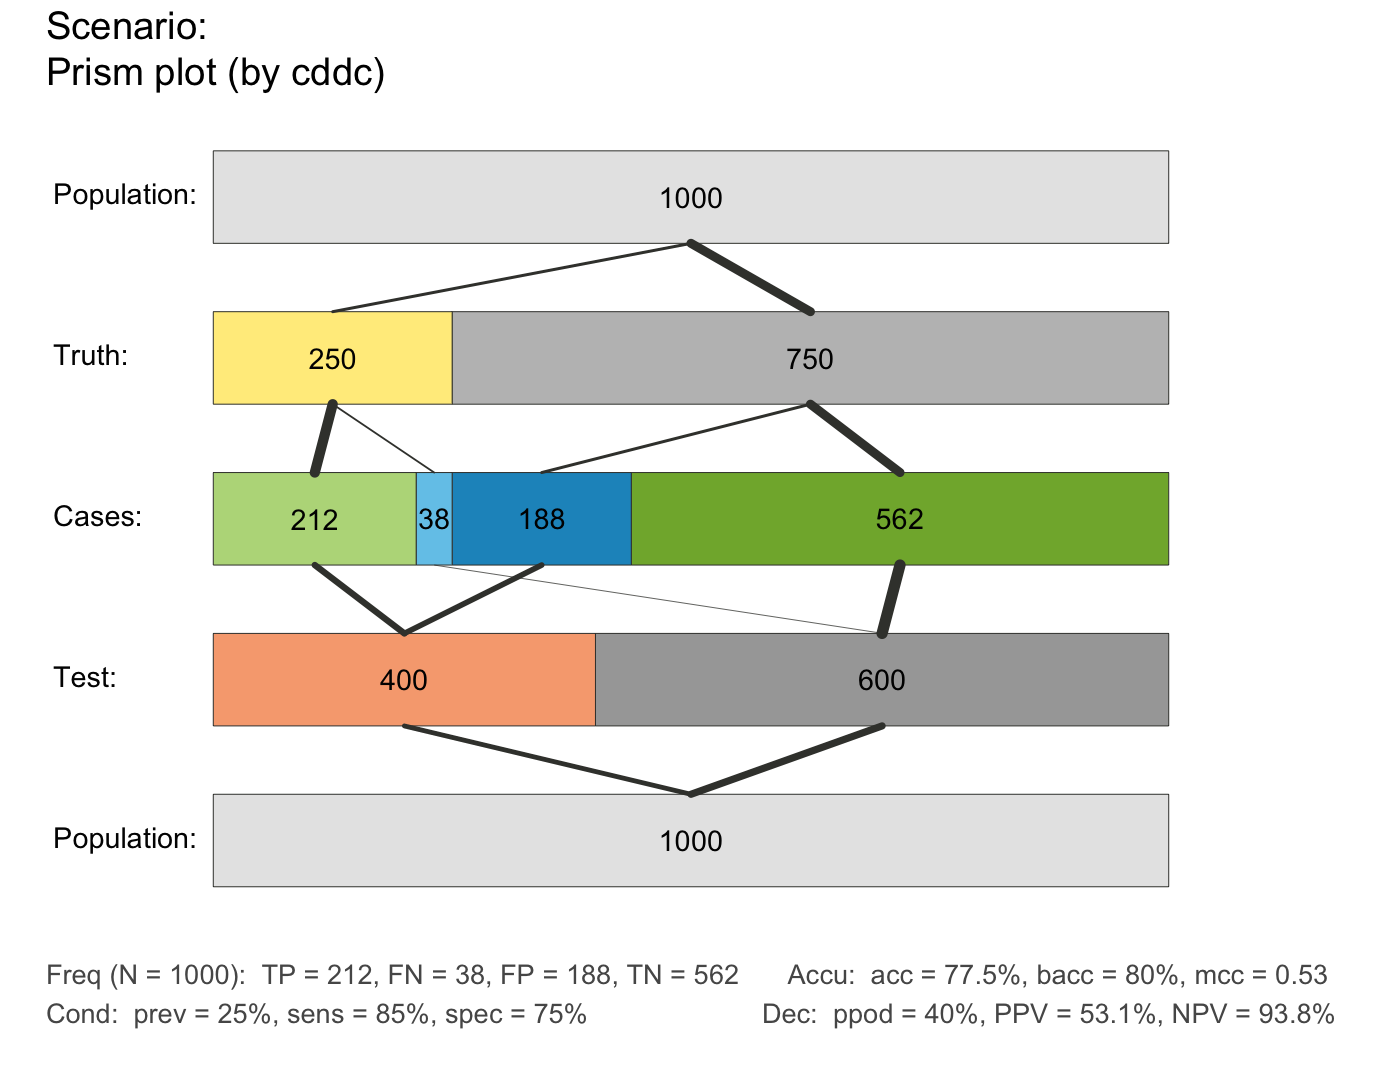 Scenario:
Prism plot (by cddc)
Population:
1000
Truth:
250
750
Cases:
212
38
188
562
Test:
400
600
Population:
1000
Freq (N = 1000):  TP = 212, FN = 38, FP = 188, TN = 562
Accu:  acc = 77.5%, bacc = 80%, mcc = 0.53
Cond:  prev = 25%, sens = 85%, spec = 75%
Dec:  ppod = 40%, PPV = 53.1%, NPV = 93.8%